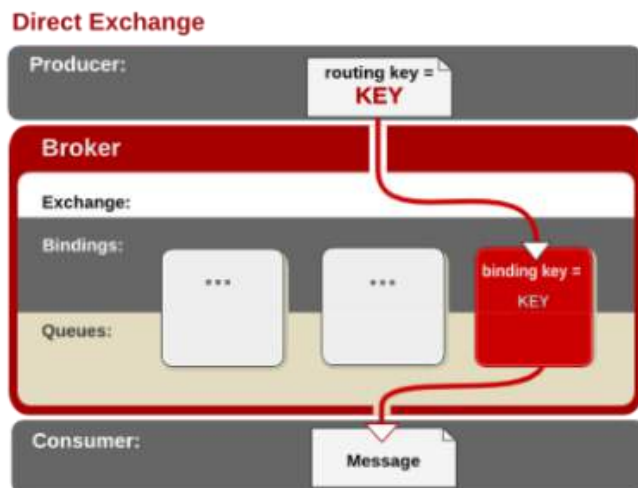 Direct Exchange
Producer:
routing key =
KEY
Broker
Exchange:
Bindings:
•••
•••
binding key =
KEY
Queues:
Consumer:
Message